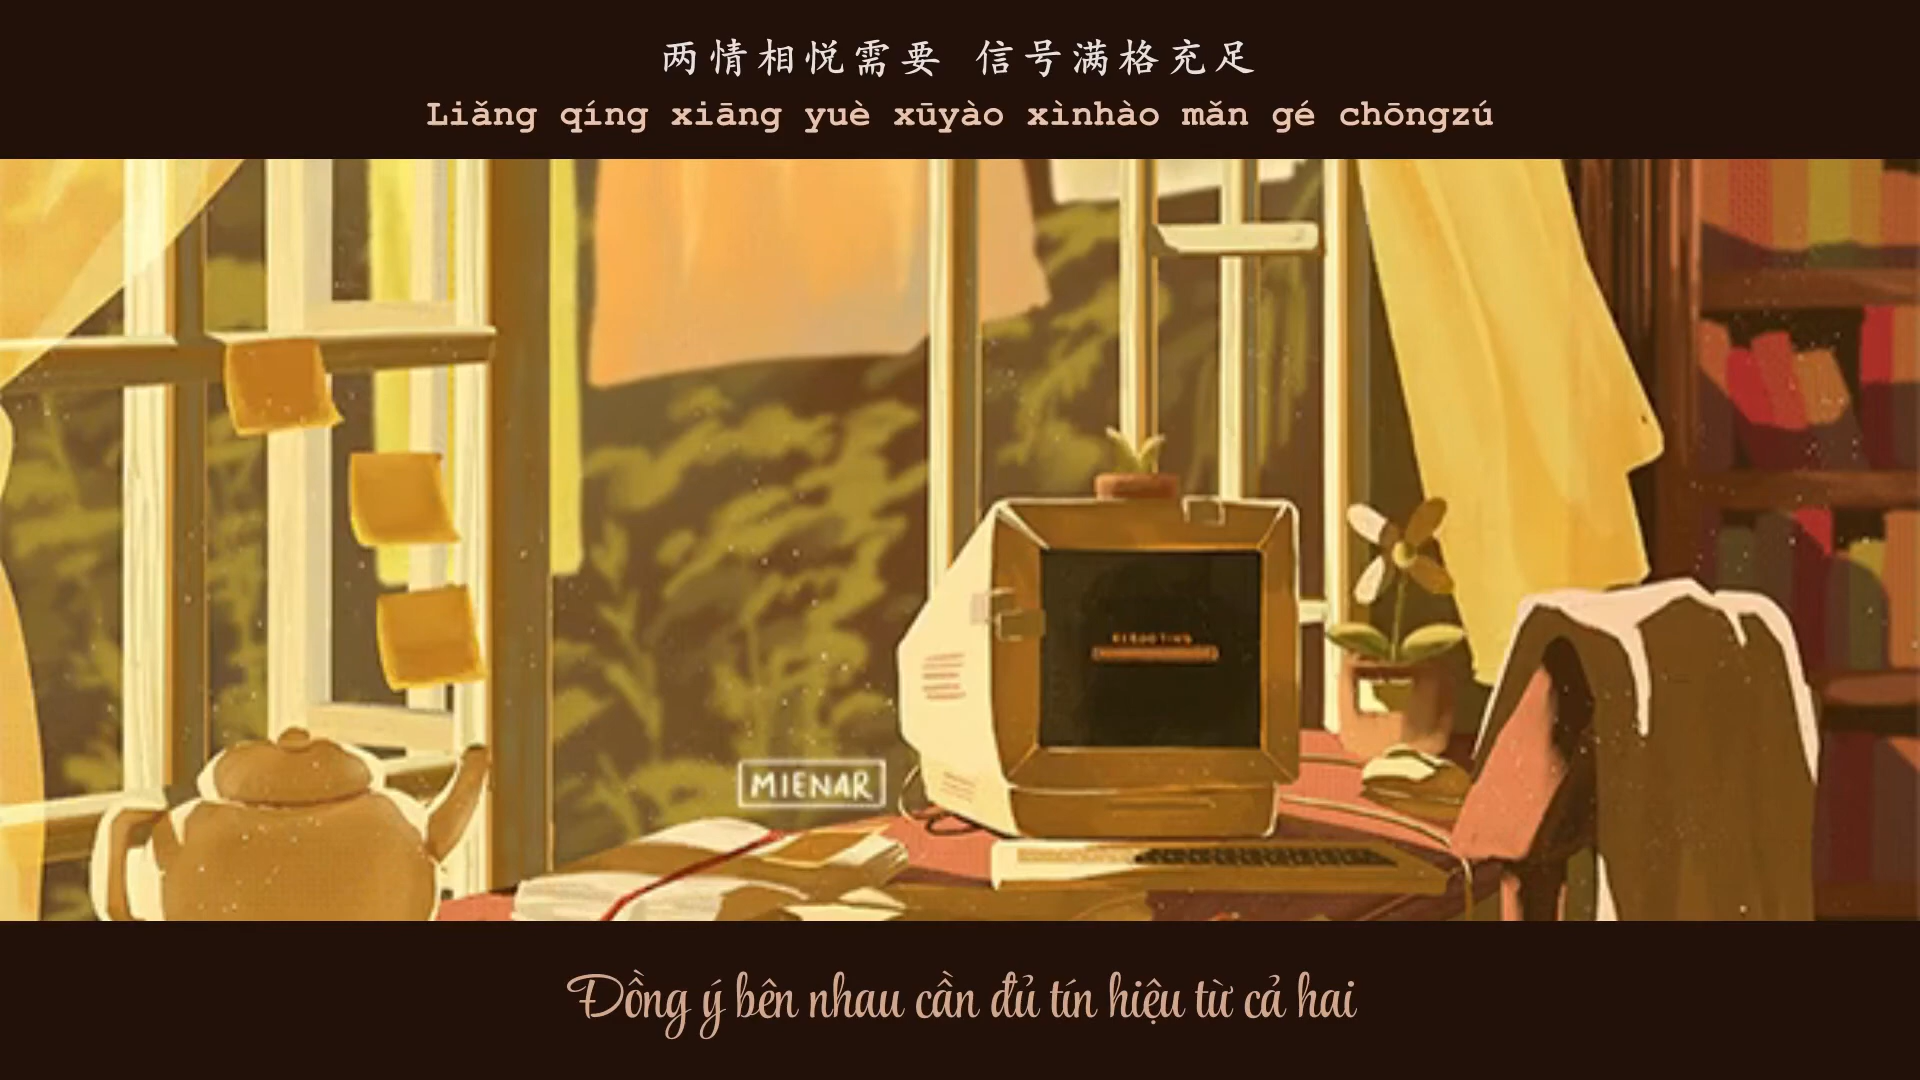 两情相悦需要 信号满格充足
Liǎng qíng xiāng yuè xūyào xìnhào mǎn gé chōngzú
REBOOTING
MIENAR
Đồng ý bên nhau cần đủ tín hiệu từ cả hai